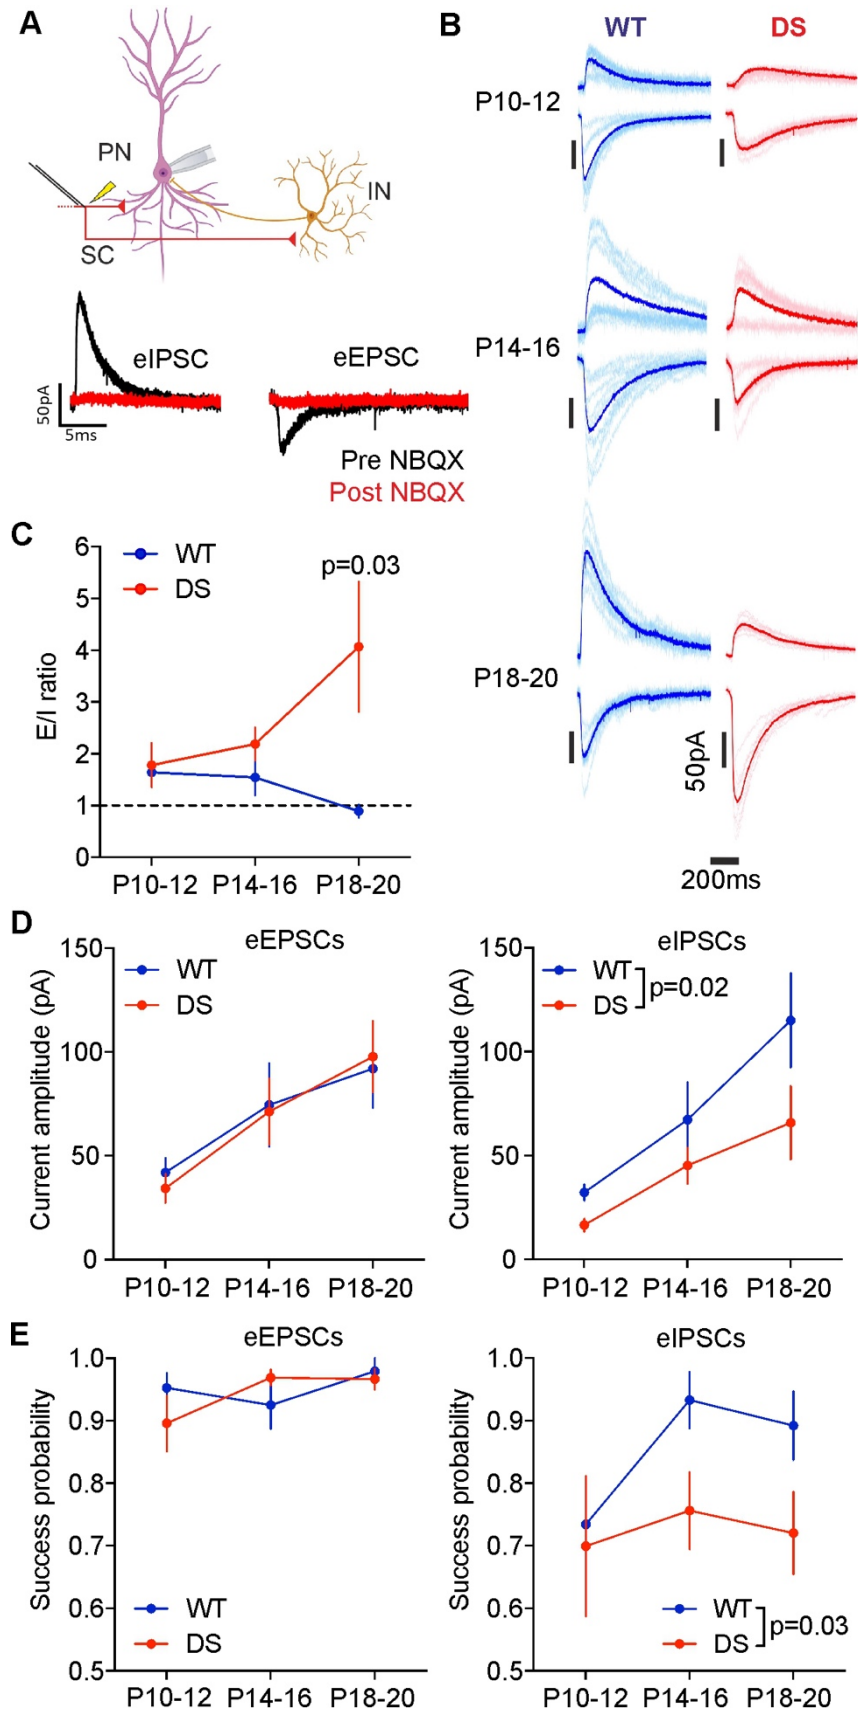 A
PN
IN
SC
eIPSC
eEPSC
50pA
5ms
Pre NBQX
Post NBQX
B
WT
DS
P10-12
P14-16
P18-20
50pA
200ms
C
WT
DS
p=0.03
E/I ratio
6
5
4
3
2
1
0
P10-12 P14-16 P18-20
D
eEPSCs
WT
DS
Current amplitude (pA)
150
100
50
0
P10-12 P14-16 P18-20
eIPSCs
WT
DS
p=0.02
Current amplitude (pA)
150
100
50
0
P10-12 P14-16 P18-20
E
eEPSCs
Success probability
1.0
0.9
0.8
0.7
0.6
0.5
WT
DS
P10-12 P14-16 P18-20
eIPSCs
Success probability
1.0
0.9
0.8
0.7
0.6
0.5
WT
DS
p=0.03
P10-12 P14-16 P18-20